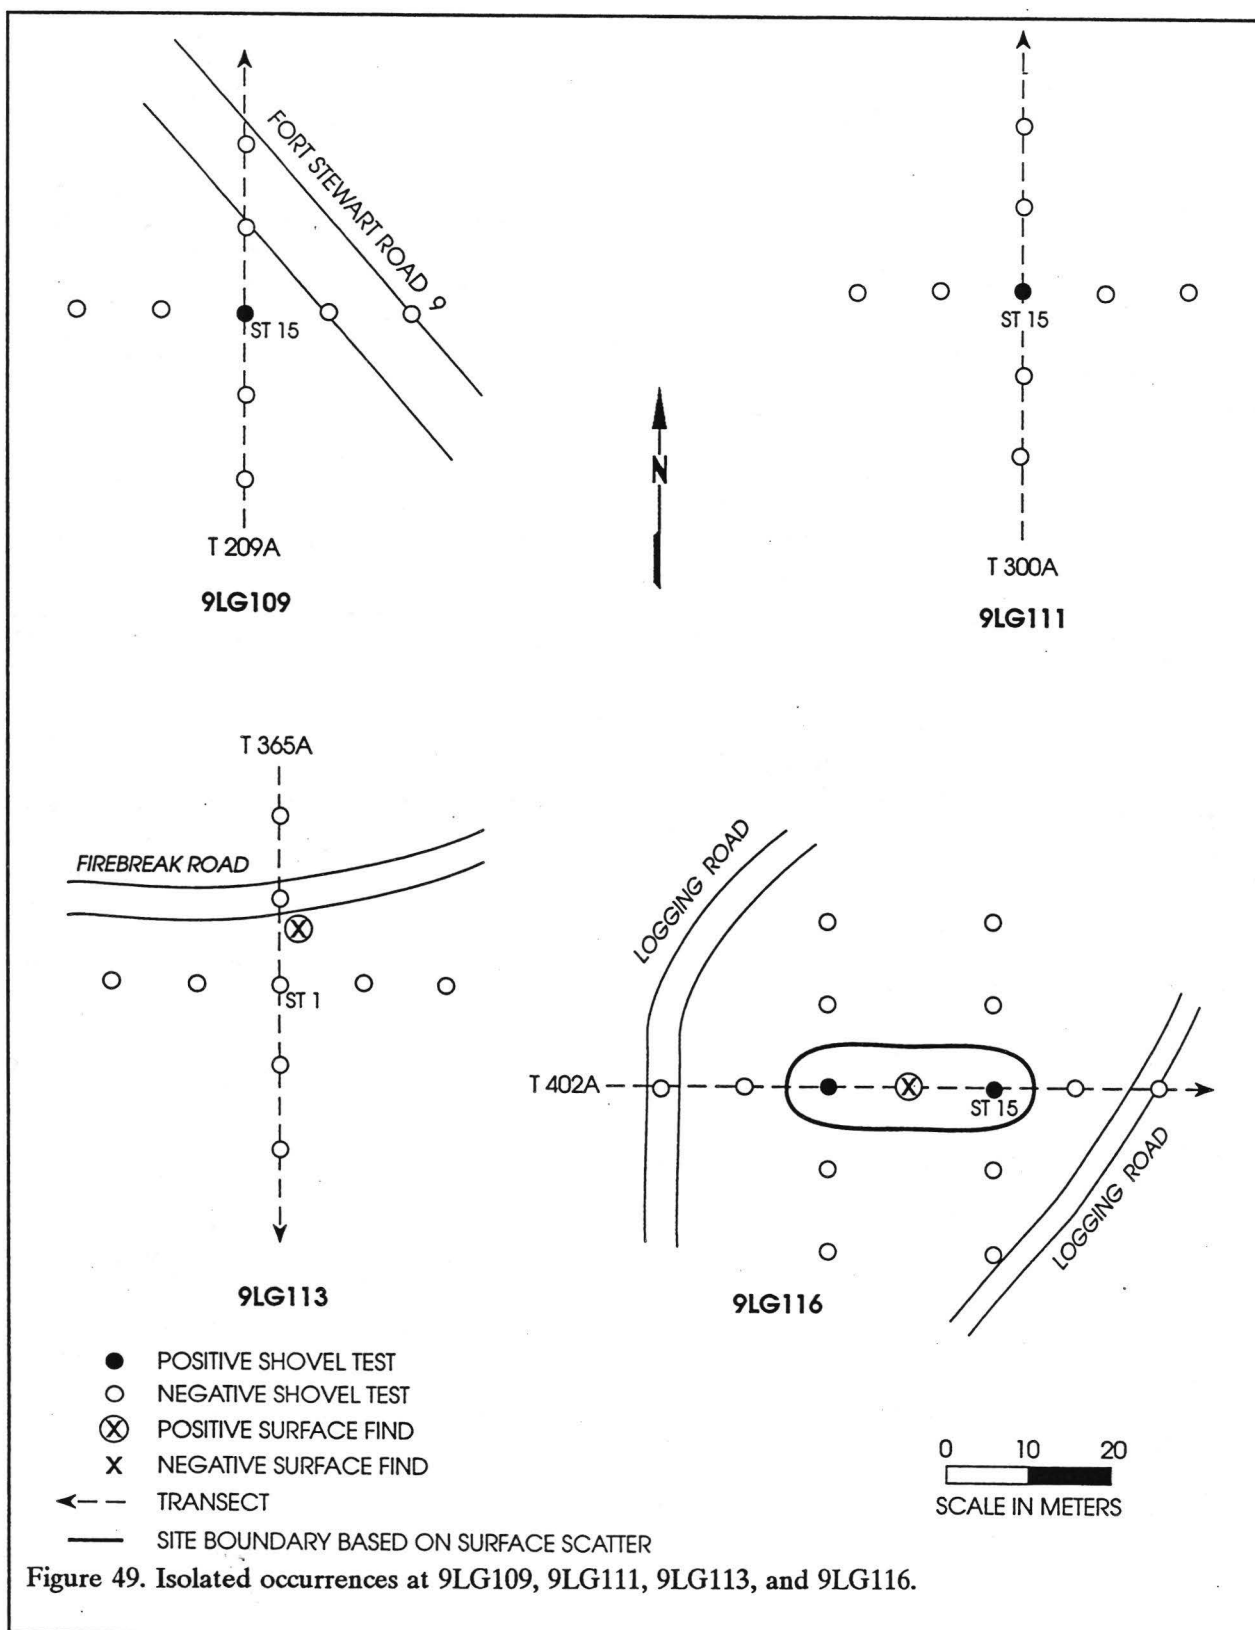 FORT STEWART ROAD 9
ST 15
T 209A
9LG109
ST 15
T 300A
9LG111
N
T 365A
FIREBREAK ROAD
ST 1
9LG113
LOGGING ROAD
T 402A
ST 15
LOGGING ROAD
9LG116
POSITIVE SHOVEL TEST
NEGATIVE SHOVEL TEST
X POSITIVE SURFACE FIND
X NEGATIVE SURFACE FIND
TRANSECT
SITE BOUNDARY BASED ON SURFACE SCATTER
0 10 20
SCALE IN METERS
Figure 49. Isolated occurrences at 9LG109, 9LG111, 9LG113, and 9LG116.